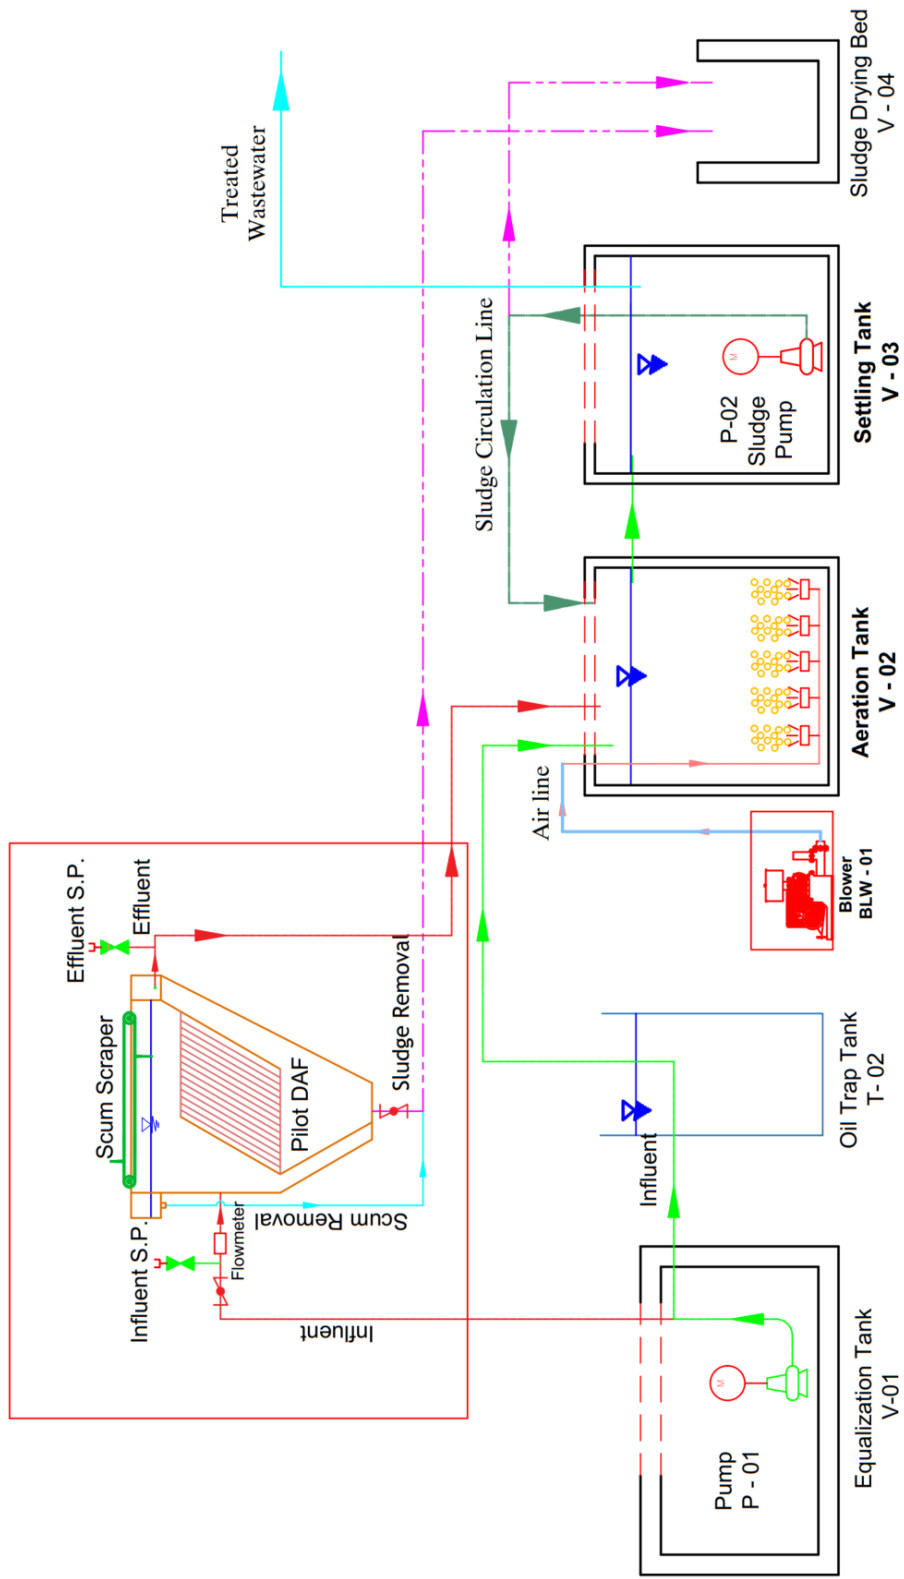 Effluent S.P.
Effluent
Scum Scraper
Pilot DAF
Sludge Removal
Influent S.P.
Flowmeter
Scum Removal
Influent
Treated
Wastewater
Sludge Circulation Line
Air line
Influent
Pump
P - 01
Equalization Tank
V-01
M
Oil Trap Tank
T- 02
Blower
BLW - 01
Aeration Tank
V - 02
P-02
Sludge
Pump
M
Settling Tank
V - 03
Sludge Drying Bed
V - 04